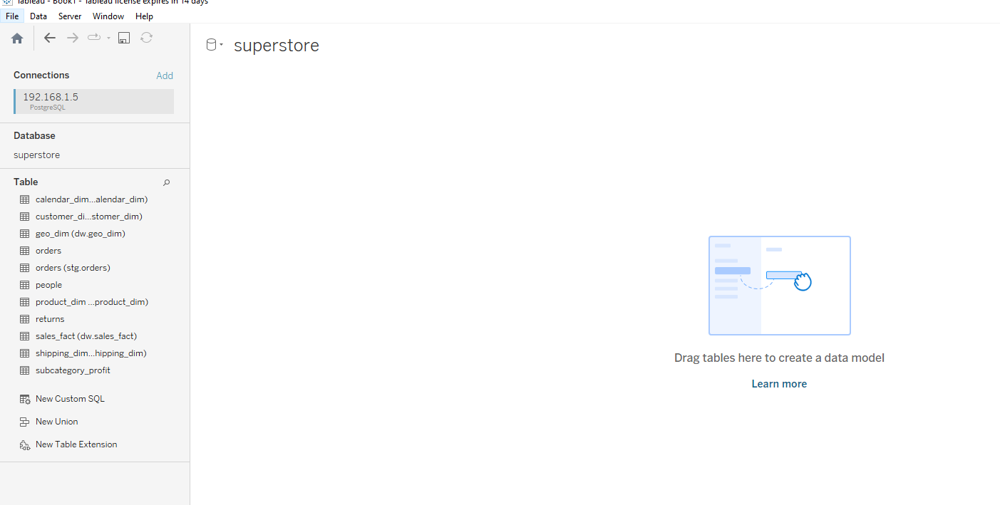 Tableau - Book1 - Tableau license expires in 14 days
File Data Server Window Help
superstore
Connections Add
192.168.1.5
PostgreSQL
Database
superstore
Table
calendar_dim...alendar_dim)
customer_di...stomer_dim)
geo_dim (dw.geo_dim)
orders
orders (stg.orders)
people
product_dim ...product_dim)
returns
sales_fact (dw.sales_fact)
shipping_dim...hipping_dim)
subcategory_profit
New Custom SQL
New Union
New Table Extension
Drag tables here to create a data model
Learn more